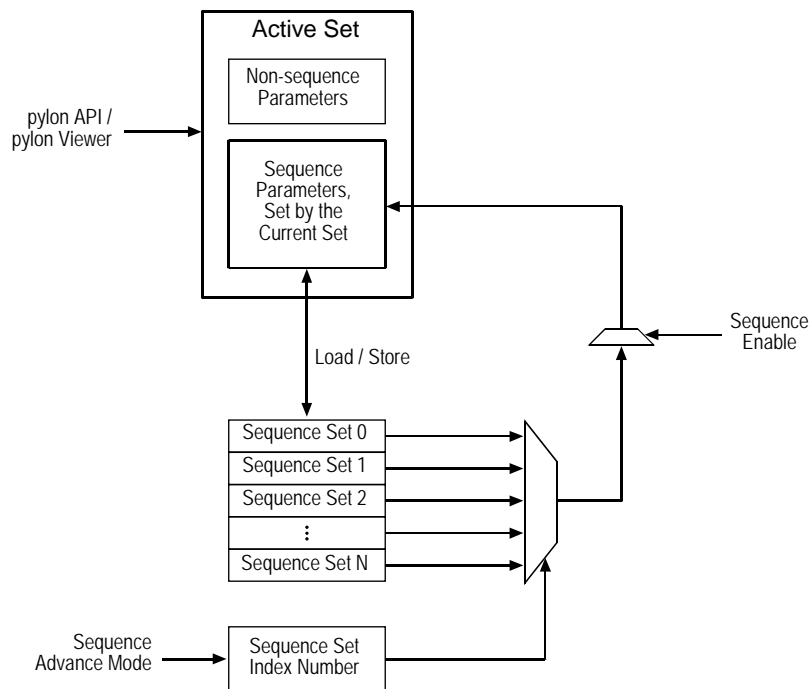 Active Set
Non-sequence
Parameters
pylon API /
pylon Viewer
Sequence
Parameters,
Set by the
Current Set
Sequence
Enable
Load / Store
Sequence Set 0
Sequence Set 1
Sequence Set 2
⋮
Sequence Set N
Sequence
Advance Mode
Sequence Set
Index Number